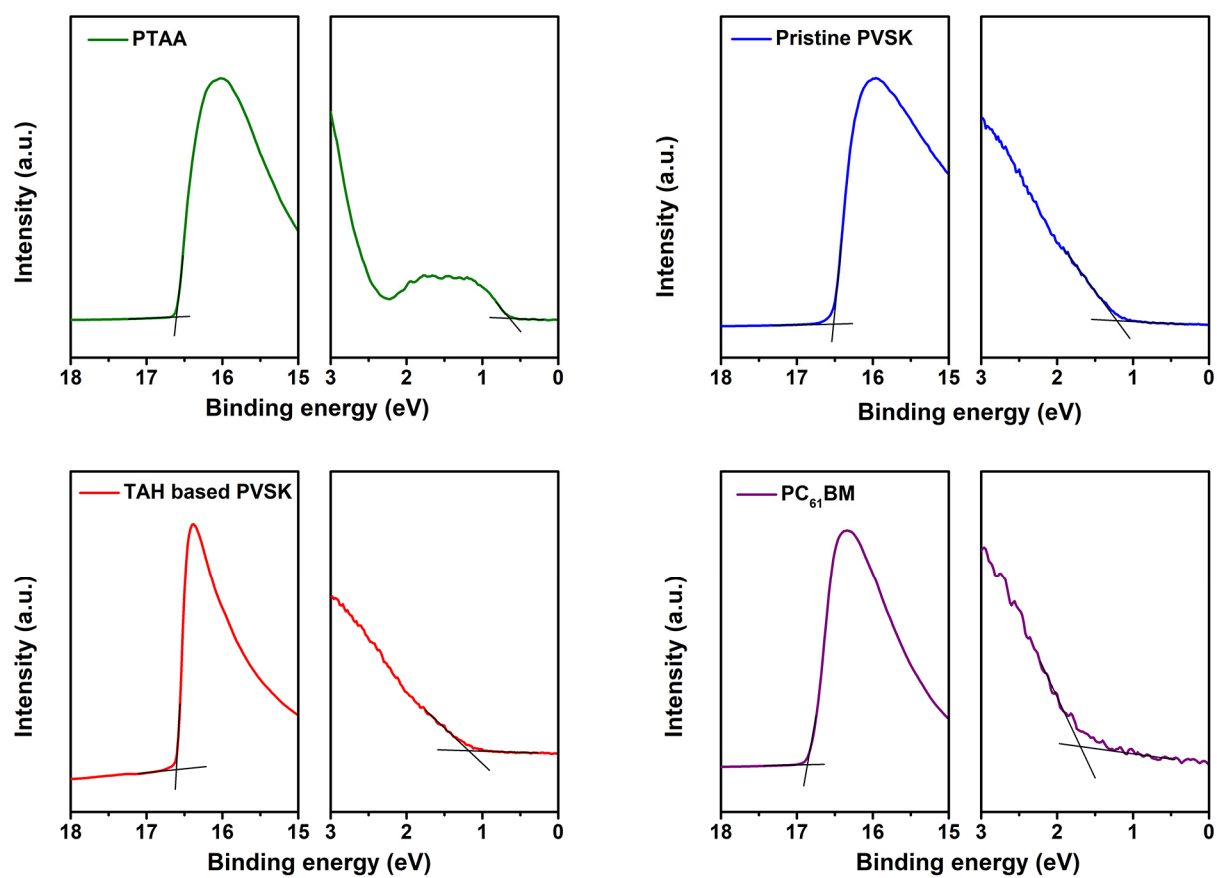 PTAA
Intensity (a.u.)
18 17 16 15 3 2 1 0
Binding energy (eV)
Pristine PVSK
Intensity (a.u.)
18 17 16 15 3 2 1 0
Binding energy (eV)
TAH based PVSK
Intensity (a.u.)
18 17 16 15 3 2 1 0
Binding energy (eV)
PC61BM
Intensity (a.u.)
18 17 16 15 3 2 1 0
Binding energy (eV)